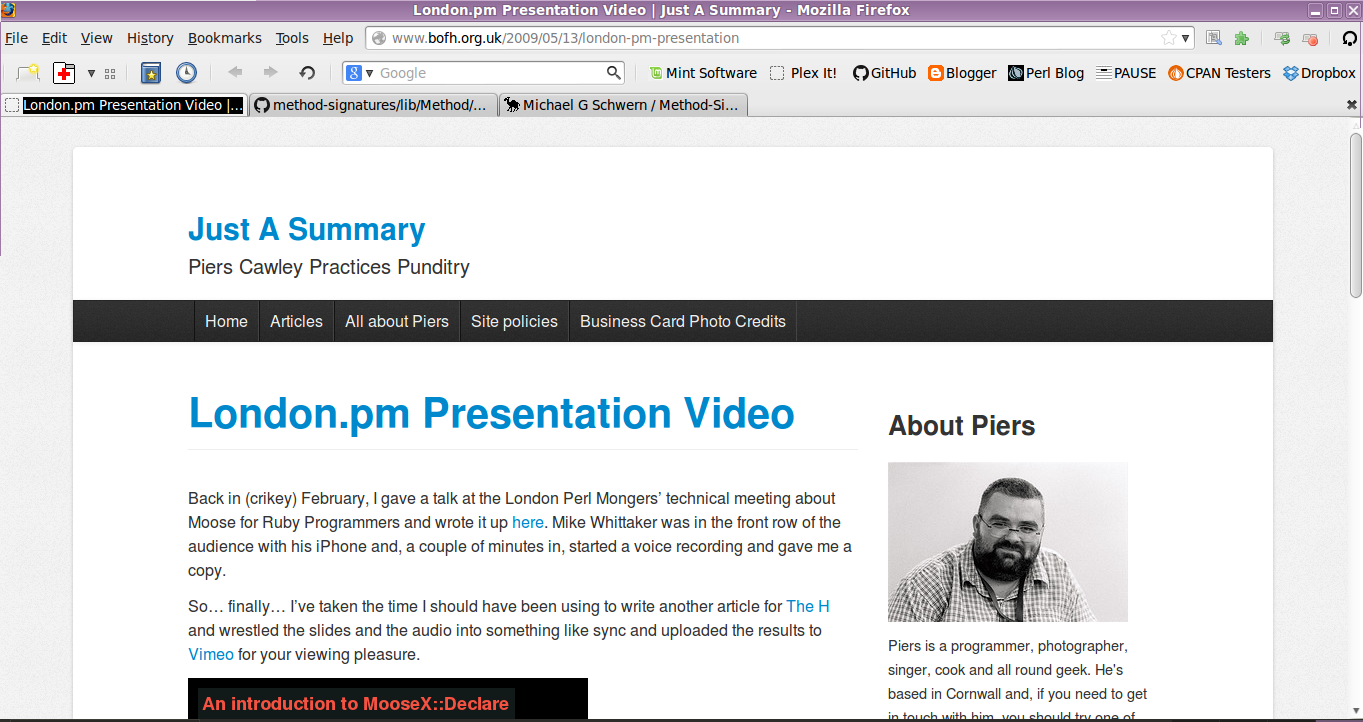 London.pm Presentation Video | Just A Summary - Mozilla Firefox
File Edit View History Bookmarks Tools Help www.bofh.org.uk/2009/05/13/london-pm-presentation
Google Mint Software Plex It! GitHub Blogger Perl Blog PAUSE CPAN Testers Dropbox
London.pm Presentation Video |... method-signatures/lib/Method/... Michael G Schwern / Method-Si...
Just A Summary
Piers Cawley Practices Punditry
Home Articles All about Piers Site policies Business Card Photo Credits
London.pm Presentation Video
Back in (crikey) February, I gave a talk at the London Perl Mongers’ technical meeting about
Moose for Ruby Programmers and wrote it up here. Mike Whittaker was in the front row of the
audience with his iPhone and, a couple of minutes in, started a voice recording and gave me a
copy.
So… finally… I’ve taken the time I should have been using to write another article for The H
and wrestled the slides and the audio into something like sync and uploaded the results to
Vimeo for your viewing pleasure.
An introduction to MooseX::Declare
About Piers
Piers is a programmer, photographer,
singer, cook and all round geek. He's
based in Cornwall and, if you need to get
in touch with him, you should try one of